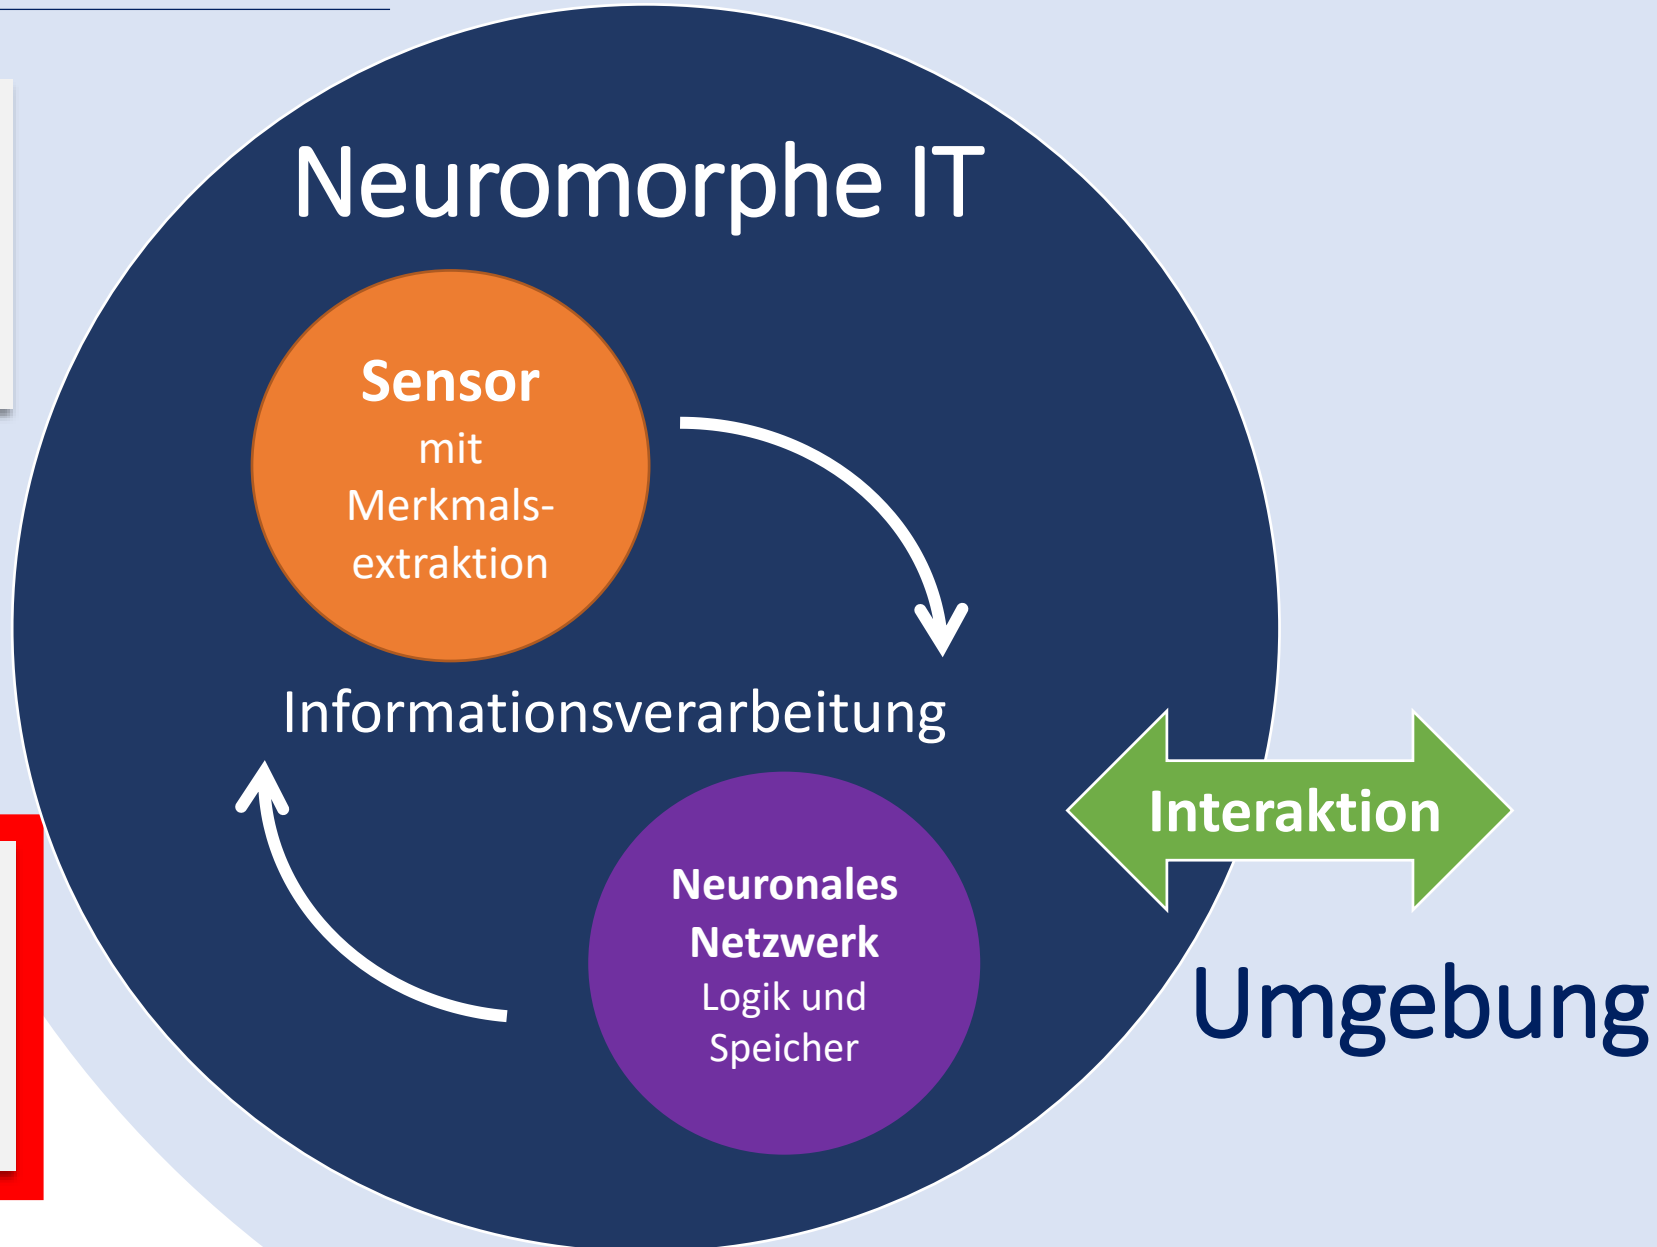 Neuromorphe IT
Sensor
mit
Merkmals-
extraktion
Informationsverarbeitung
Interaktion
Neuronales
Netzwerk
Logik und
Speicher
Umgebung